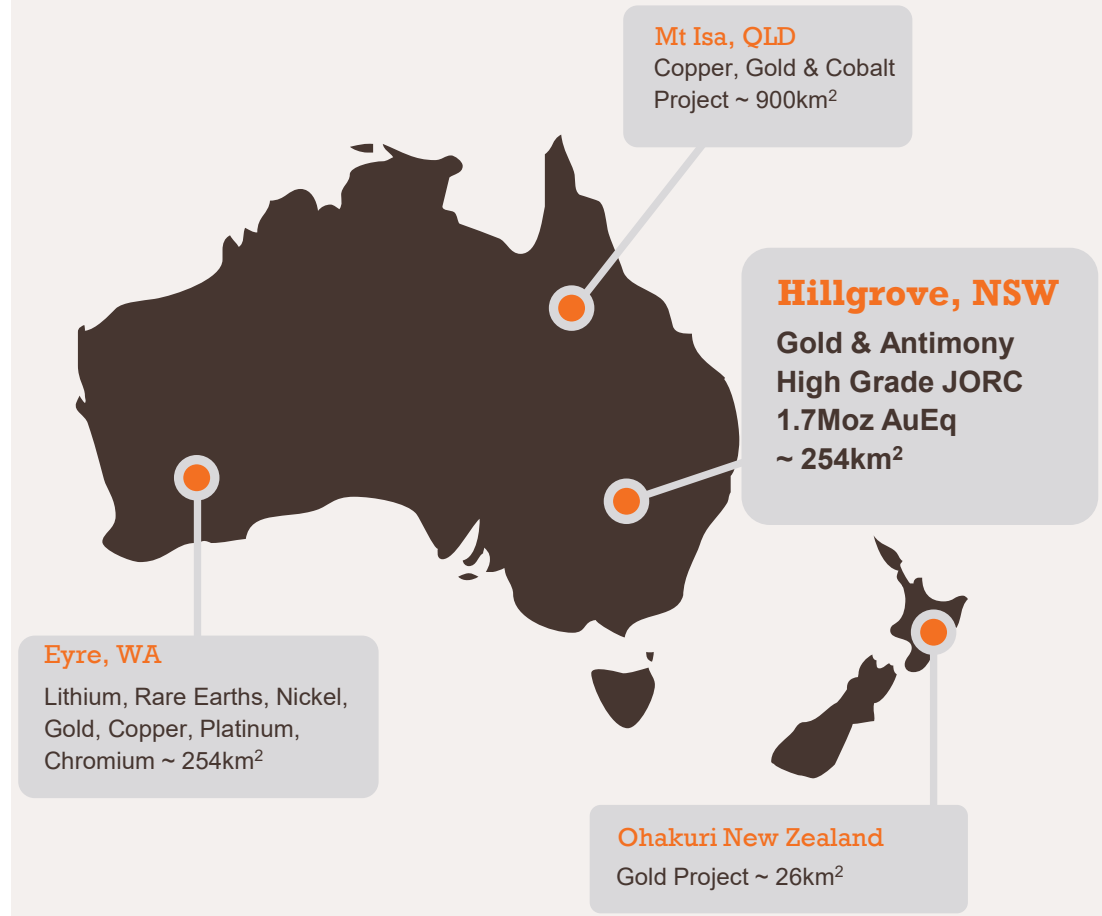 Mt Isa, QLD
Copper, Gold & Cobalt
Project ~ 900km²
Hillgrove, NSW
Gold & Antimony
High Grade JORC
1.7Moz AuEq
~ 254km²
Eyre, WA
Lithium, Rare Earths, Nickel,
Gold, Copper, Platinum,
Chromium ~ 254km²
Ohakuri New Zealand
Gold Project ~ 26km²